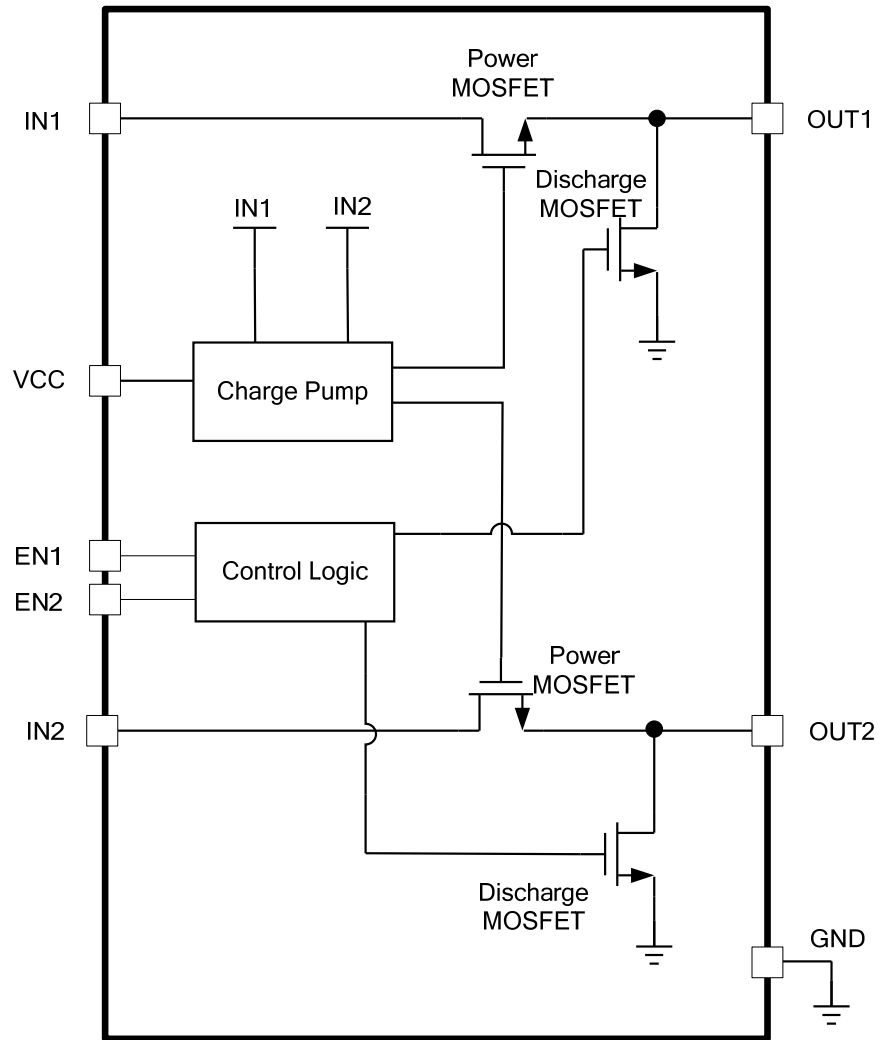 Power
MOSFET
IN1
OUT1
Discharge
MOSFET
IN1
IN2
VCC
Charge Pump
EN1
Control Logic
EN2
Power
MOSFET
IN2
OUT2
Discharge
MOSFET
GND